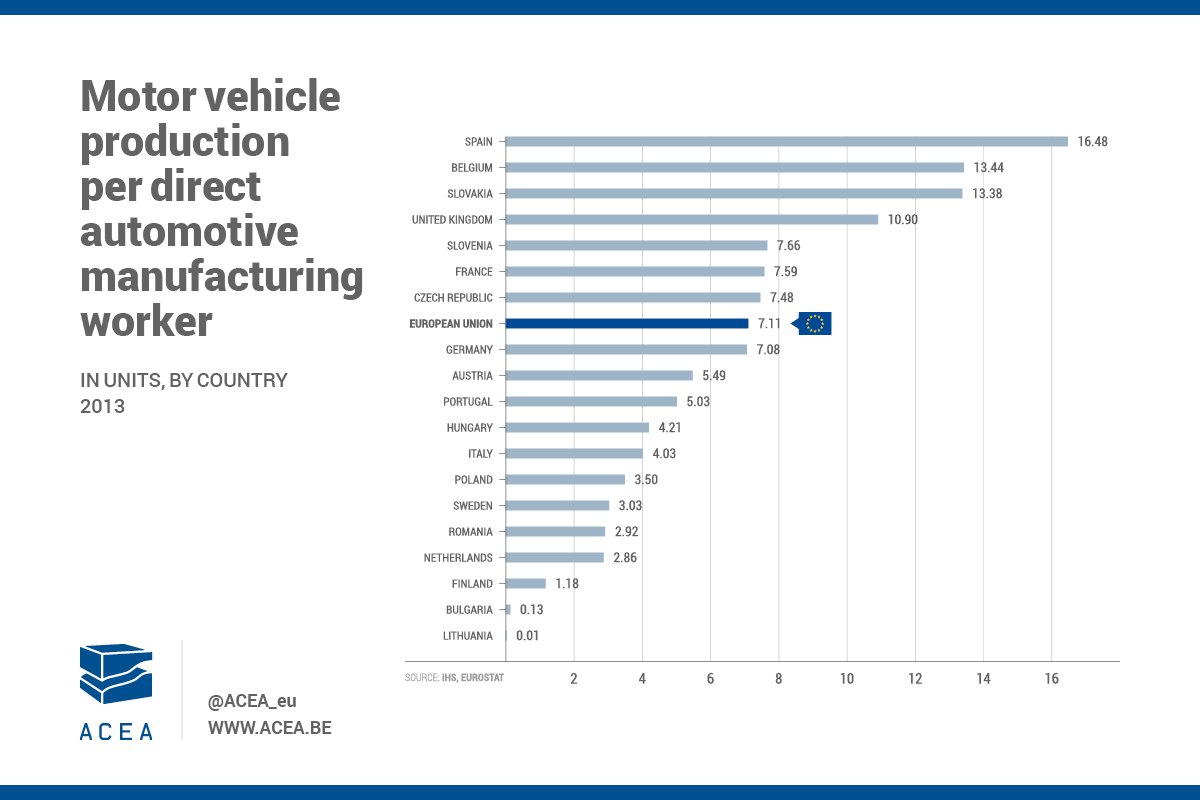 Motor vehicle
production
per direct
automotive
manufacturing
worker
IN UNITS, BY COUNTRY
2013
SPAIN 16.48
BELGIUM 13.44
SLOVAKIA 13.38
UNITED KINGDOM 10.90
SLOVENIA 7.66
FRANCE 7.59
CZECH REPUBLIC 7.48
EUROPEAN UNION 7.11
GERMANY 7.08
AUSTRIA 5.49
PORTUGAL 5.03
HUNGARY 4.21
ITALY 4.03
POLAND 3.50
SWEDEN 3.03
ROMANIA 2.92
NETHERLANDS 2.86
FINLAND 1.18
BULGARIA 0.13
LITHUANIA 0.01
SOURCE: IHS, EUROSTAT
2 4 6 8 10 12 14 16
ACEA
@ACEA_eu
WWW.ACEA.BE